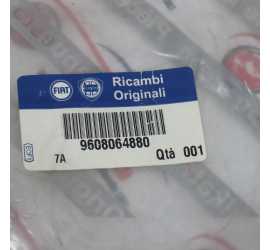 FIAT
Ricambi
Originali
9608064880
7A
Qtà 001